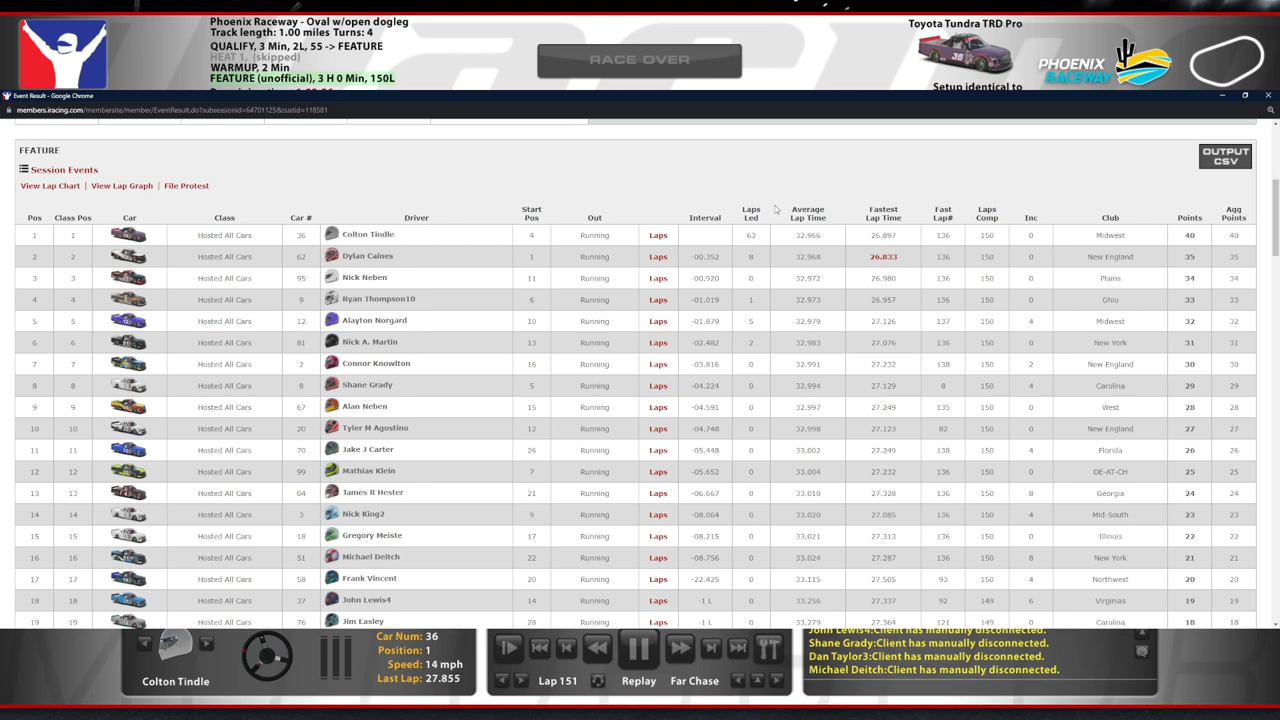 Phoenix Raceway - Oval w/open dogleg
Track length: 1.00 miles Turns: 4
QUALIFY, 3 Min, 2L, 55 -> FEATURE
HEAT 1, (skipped)
WARMUP, 2 Min
FEATURE (unofficial), 3 H 0 Min, 150L
RACE OVER
Toyota Tundra TRD Pro
PHOENIX
RACEWAY
Setup identical to
Event Result - Google Chrome
members.iracing.com/membersite/member/EventResult.do?subsessionid=64701125&custid=118581
FEATURE
OUTPUT CSV
Session Events
View Lap Chart | View Lap Graph | File Protest
Pos Class Pos Car Class Car # Driver Start Pos Out Interval Laps Led Average Lap Time Fastest Lap Time Fast Lap# Laps Comp Inc Club Points Agg Points
1 1 Hosted All Cars 36 Colton Tindle 4 Running Laps 63 32.966 26.897 136 150 0 Midwest 40 40
2 2 Hosted All Cars 62 Dylan Caines 1 Running Laps -00.352 8 32.968 26.833 136 150 0 New England 35 35
3 3 Hosted All Cars 95 Nick Neben 11 Running Laps -00.920 0 32.972 26.980 136 150 0 Plains 34 34
4 4 Hosted All Cars 9 Ryan Thompson10 6 Running Laps -01.019 1 32.973 26.957 136 150 0 Ohio 33 33
5 5 Hosted All Cars 12 Alayton Norgard 10 Running Laps -01.879 5 32.979 27.126 137 150 4 Midwest 32 32
6 6 Hosted All Cars 81 Nick A. Martin 13 Running Laps -02.482 2 32.983 27.076 136 150 0 New York 31 31
7 7 Hosted All Cars 2 Connor Knowlton 16 Running Laps -03.816 0 32.991 27.232 138 150 2 New England 30 30
8 8 Hosted All Cars 8 Shane Grady 5 Running Laps -04.224 0 32.994 27.129 8 150 4 Carolina 29 29
9 9 Hosted All Cars 67 Alan Neben 15 Running Laps -04.591 0 32.997 27.249 135 150 0 West 28 28
10 10 Hosted All Cars 20 Tyler M Agostino 12 Running Laps -04.748 0 32.998 27.123 82 150 0 New England 27 27
11 11 Hosted All Cars 70 Jake J Carter 26 Running Laps -05.448 0 33.002 27.249 138 150 4 Florida 26 26
12 12 Hosted All Cars 99 Mathias Klein 7 Running Laps -05.652 0 33.004 27.232 136 150 0 DE-AT-CH 25 25
13 13 Hosted All Cars 04 James R Hester 21 Running Laps -06.667 0 33.010 27.328 136 150 8 Georgia 24 24
14 14 Hosted All Cars 3 Nick King2 9 Running Laps -08.064 0 33.020 27.085 136 150 4 Mid-South 23 23
15 15 Hosted All Cars 18 Gregory Meiste 17 Running Laps -08.215 0 33.021 27.313 136 150 0 Illinois 22 22
16 16 Hosted All Cars 51 Michael Deitch 22 Running Laps -08.756 0 33.024 27.287 136 150 8 New York 21 21
17 17 Hosted All Cars 58 Frank Vincent 20 Running Laps -22.425 0 33.115 27.505 93 150 4 Northwest 20 20
18 18 Hosted All Cars 37 John Lewis4 14 Running Laps -1 L 0 33.256 27.337 92 149 6 Virginias 19 19
19 19 Hosted All Cars 76 Jim Easley 28 Running Laps -1 L 0 33.279 27.364 121 149 0 Carolina 18 18
Colton Tindle
Car Num: 36
Position: 1
Speed: 14 mph
Last Lap: 27.855
Lap 151 Replay Far Chase
John Lewis4:Client has manually disconnected.
Shane Grady:Client has manually disconnected.
Dan Taylor3:Client has manually disconnected.
Michael Deitch:Client has manually disconnected.